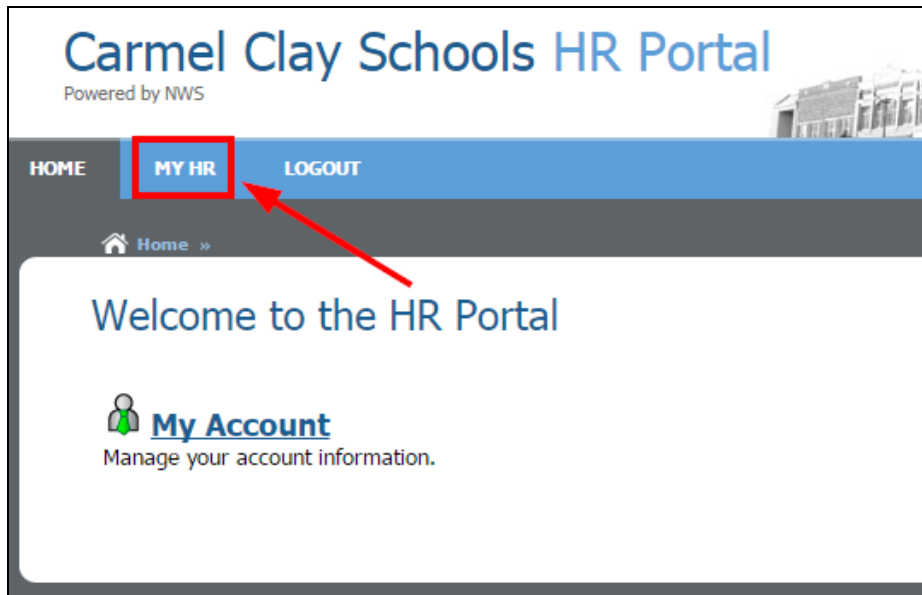 Carmel Clay Schools HR Portal
Powered by NWS
HOME MY HR LOGOUT
Home »
Welcome to the HR Portal
My Account
Manage your account information.